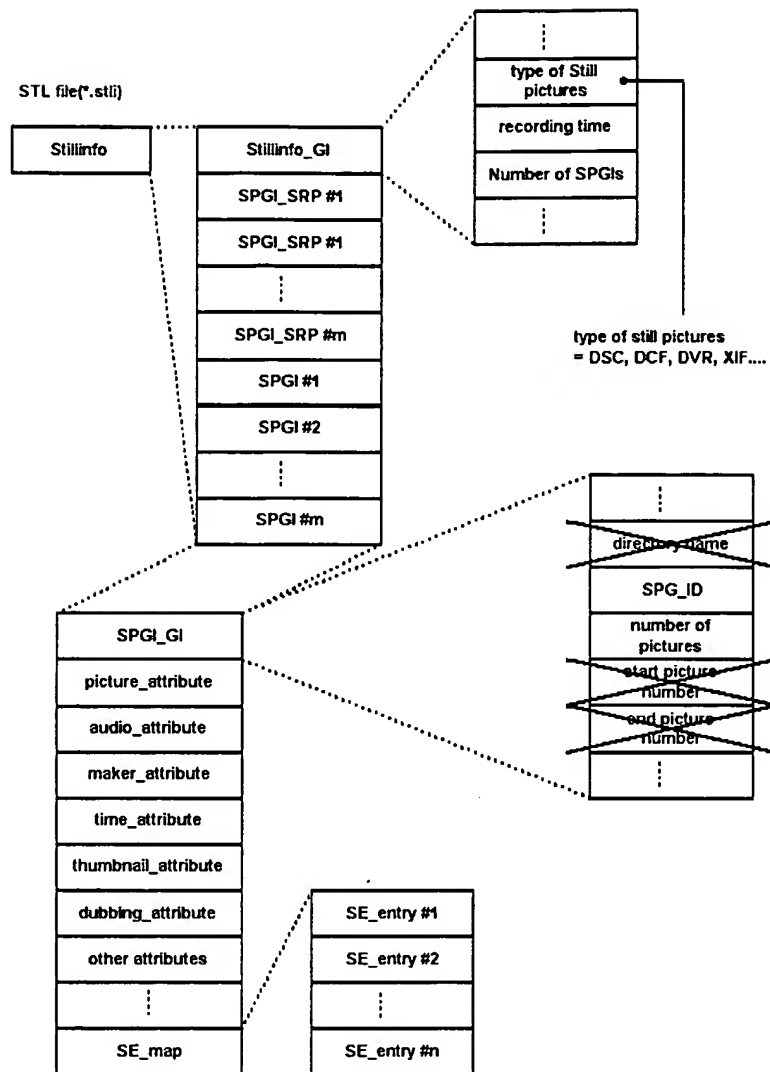 STL file(*.stli)
Stillinfo
Stillinfo_GI
SPGI_SRP #1
SPGI_SRP #1
SPGI_SRP #m
SPGI #1
SPGI #2
SPGI #m
type of Still
pictures
recording time
Number of SPGIs
type of still pictures
= DSC, DCF, DVR, XIF....
directory name
SPG_ID
number of
pictures
start picture
number
end picture
number
SPGI_GI
picture_attribute
audio_attribute
maker_attribute
time_attribute
thumbnail_attribute
dubbing_attribute
other attributes
SE_map
SE_entry #1
SE_entry #2
SE_entry #n